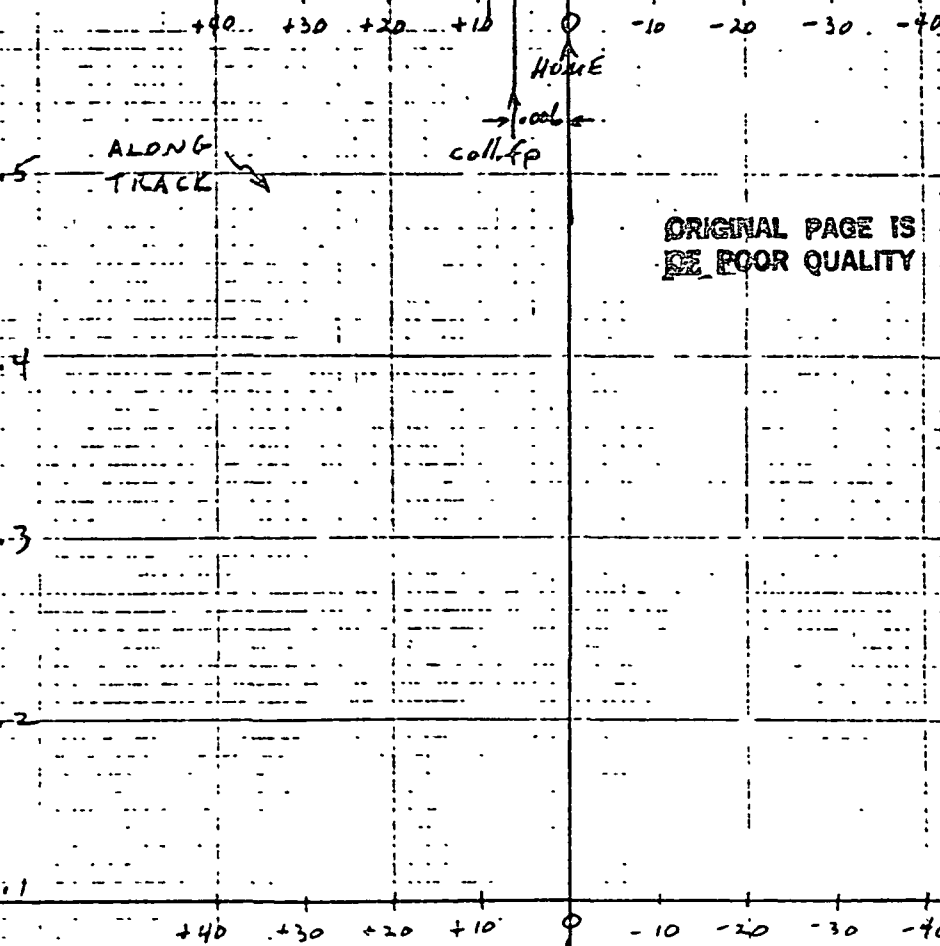 +40 +30 +20 +10 0 -10 -20 -30 -40
HOME
.006
coll. fp
ALONG
TRACK
.5
ORIGINAL PAGE IS
OF POOR QUALITY
.4
.3
.2
.1
+40 +30 +20 +10 0 -10 -20 -30 -40